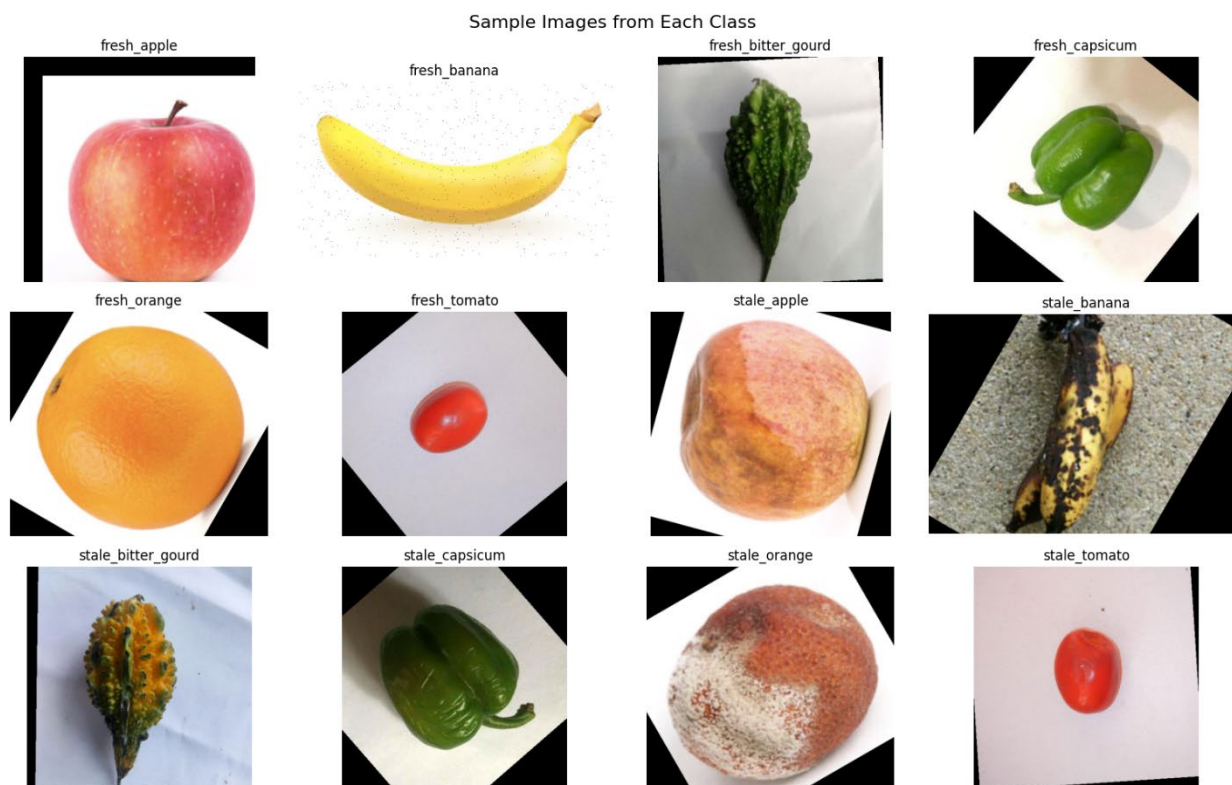 Sample Images from Each Class
fresh_apple
fresh_banana
fresh_bitter_gourd
fresh_capsicum
fresh_orange
fresh_tomato
stale_apple
stale_banana
stale_bitter_gourd
stale_capsicum
stale_orange
stale_tomato